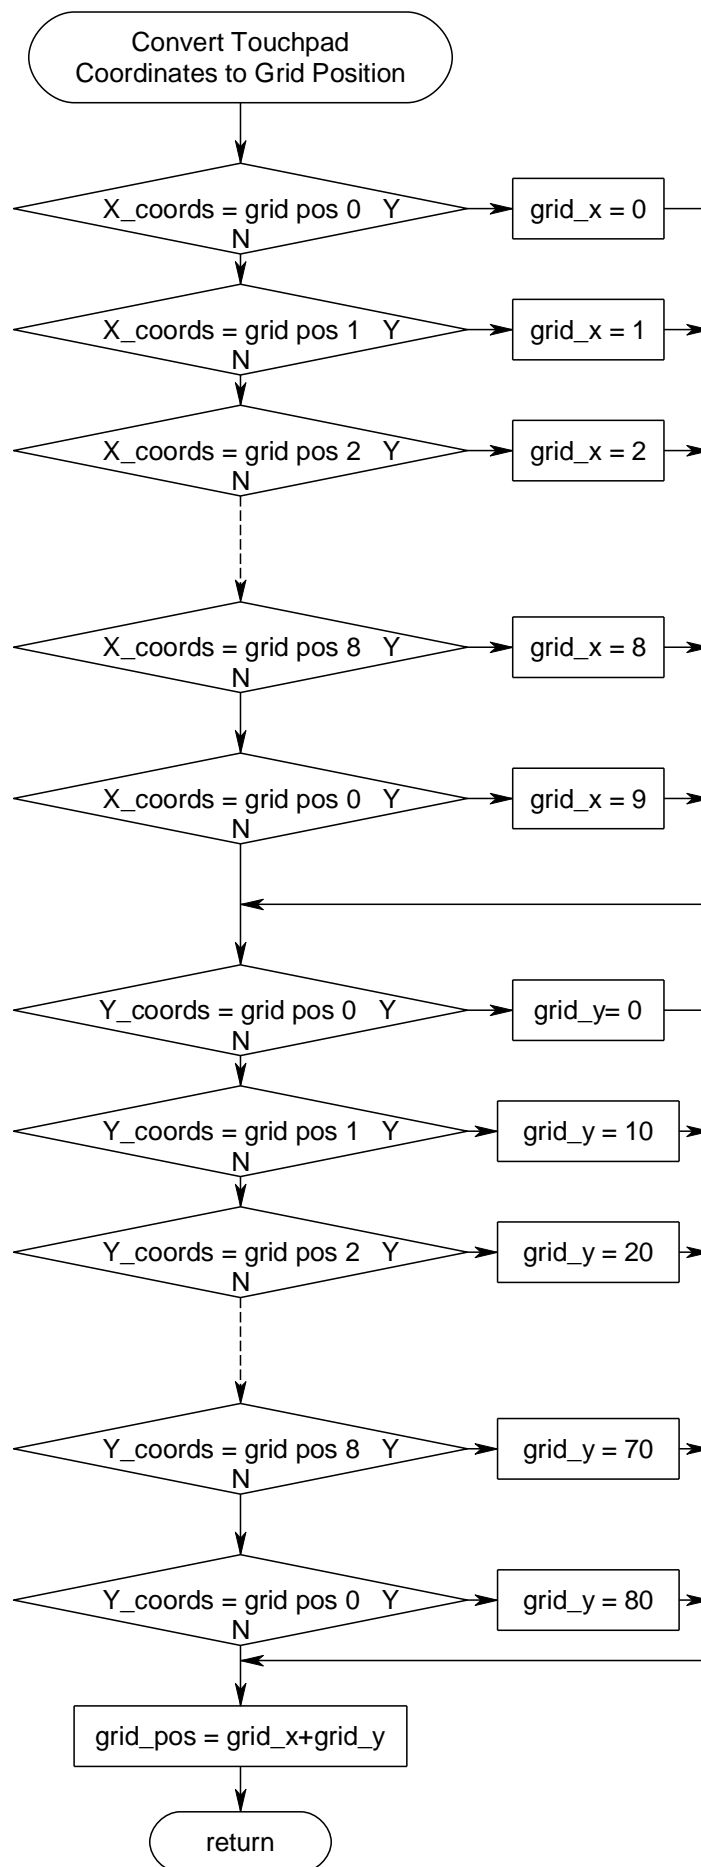 Convert Touchpad
Coordinates to Grid Position
X_coords = grid pos 0 Y
N
grid_x = 0
X_coords = grid pos 1 Y
N
grid_x = 1
X_coords = grid pos 2 Y
N
grid_x = 2
X_coords = grid pos 8 Y
N
grid_x = 8
X_coords = grid pos 0 Y
N
grid_x = 9
Y_coords = grid pos 0 Y
N
grid_y= 0
Y_coords = grid pos 1 Y
N
grid_y = 10
Y_coords = grid pos 2 Y
N
grid_y = 20
Y_coords = grid pos 8 Y
N
grid_y = 70
Y_coords = grid pos 0 Y
N
grid_y = 80
grid_pos = grid_x+grid_y
return